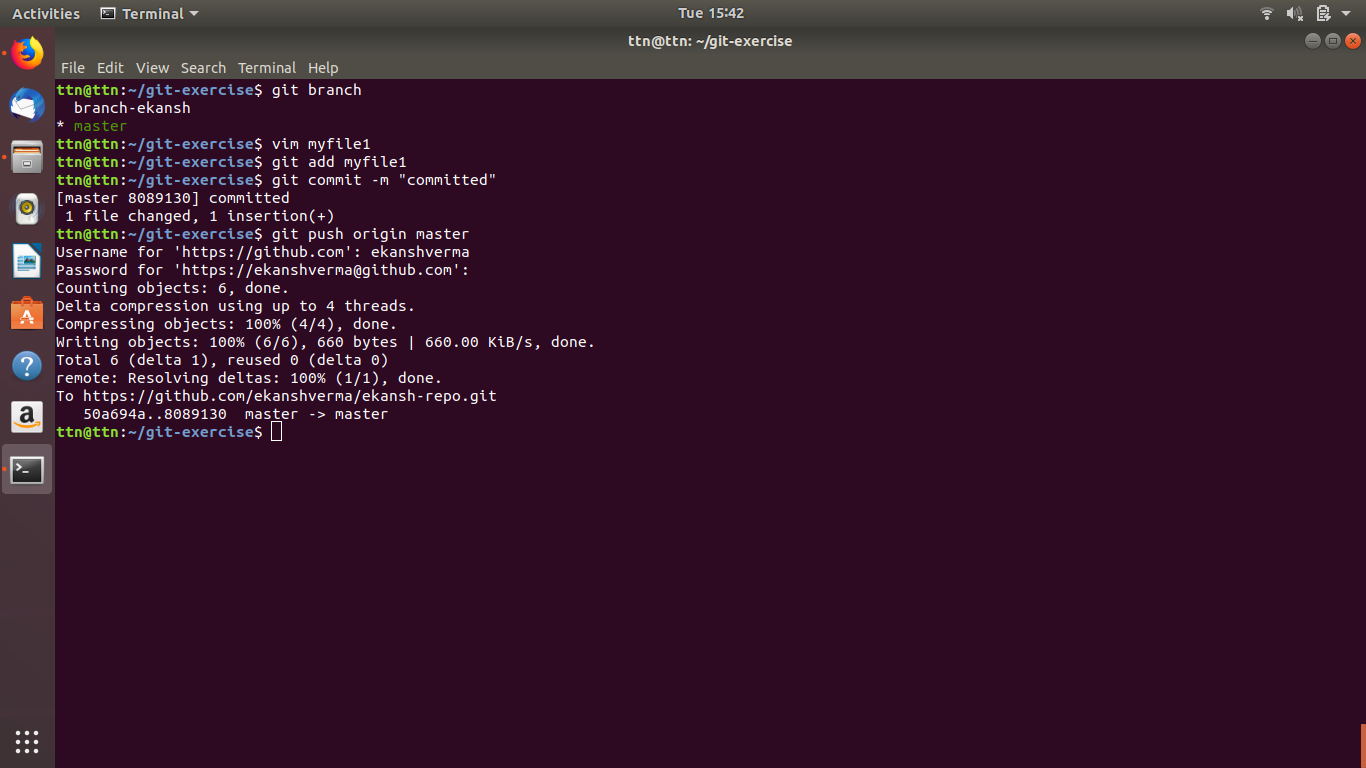 Activities Terminal Tue 15:42
ttn@ttn: ~/git-exercise
File Edit View Search Terminal Help
ttn@ttn:~/git-exercise$ git branch
  branch-ekansh
* master
ttn@ttn:~/git-exercise$ vim myfile1
ttn@ttn:~/git-exercise$ git add myfile1
ttn@ttn:~/git-exercise$ git commit -m "committed"
[master 8089130] committed
 1 file changed, 1 insertion(+)
ttn@ttn:~/git-exercise$ git push origin master
Username for 'https://github.com': ekanshverma
Password for 'https://ekanshverma@github.com':
Counting objects: 6, done.
Delta compression using up to 4 threads.
Compressing objects: 100% (4/4), done.
Writing objects: 100% (6/6), 660 bytes | 660.00 KiB/s, done.
Total 6 (delta 1), reused 0 (delta 0)
remote: Resolving deltas: 100% (1/1), done.
To https://github.com/ekanshverma/ekansh-repo.git
   50a694a..8089130  master -> master
ttn@ttn:~/git-exercise$